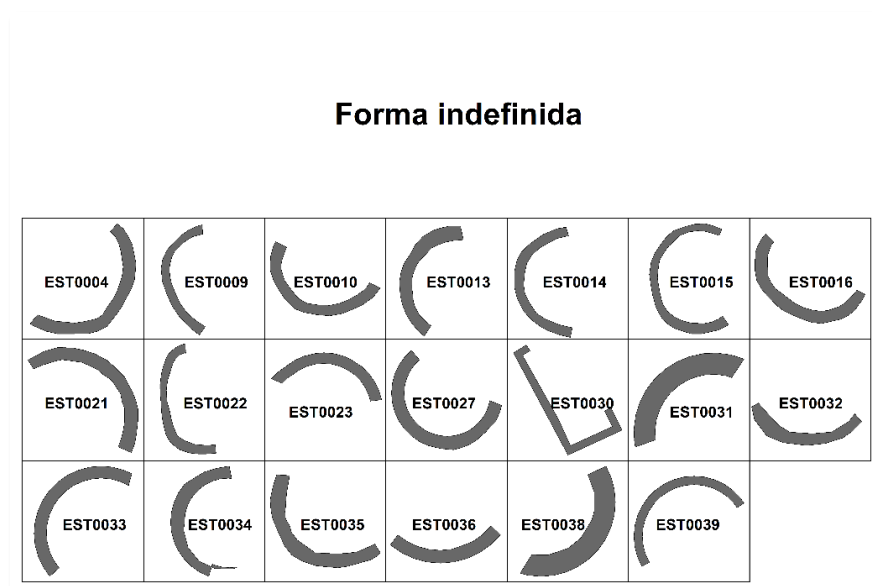 Forma indefinida
EST0004 EST0009 EST0010 EST0013 EST0014 EST0015 EST0016
EST0021 EST0022 EST0023 EST0027 EST0030 EST0031 EST0032
EST0033 EST0034 EST0035 EST0036 EST0038 EST0039